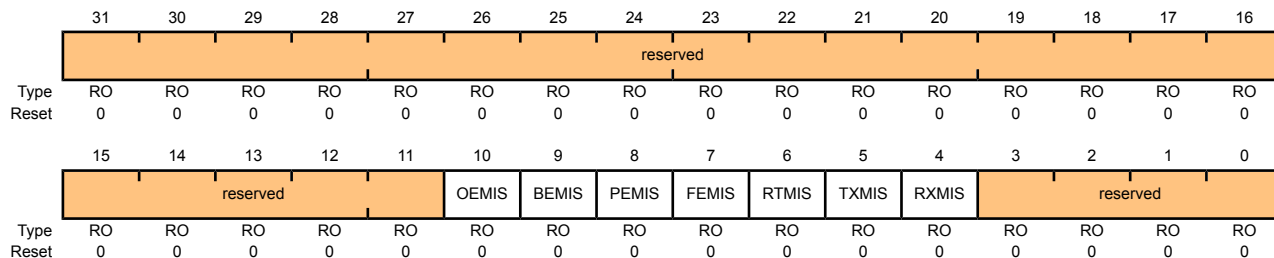 31 30 29 28 27 26 25 24 23 22 21 20 19 18 17 16
reserved
Type RO RO RO RO RO RO RO RO RO RO RO RO RO RO RO RO
Reset 0 0 0 0 0 0 0 0 0 0 0 0 0 0 0 0
15 14 13 12 11 10 9 8 7 6 5 4 3 2 1 0
reserved OEMIS BEMIS PEMIS FEMIS RTMIS TXMIS RXMIS reserved
Type RO RO RO RO RO RO RO RO RO RO RO RO RO RO RO RO
Reset 0 0 0 0 0 0 0 0 0 0 0 0 0 0 0 0